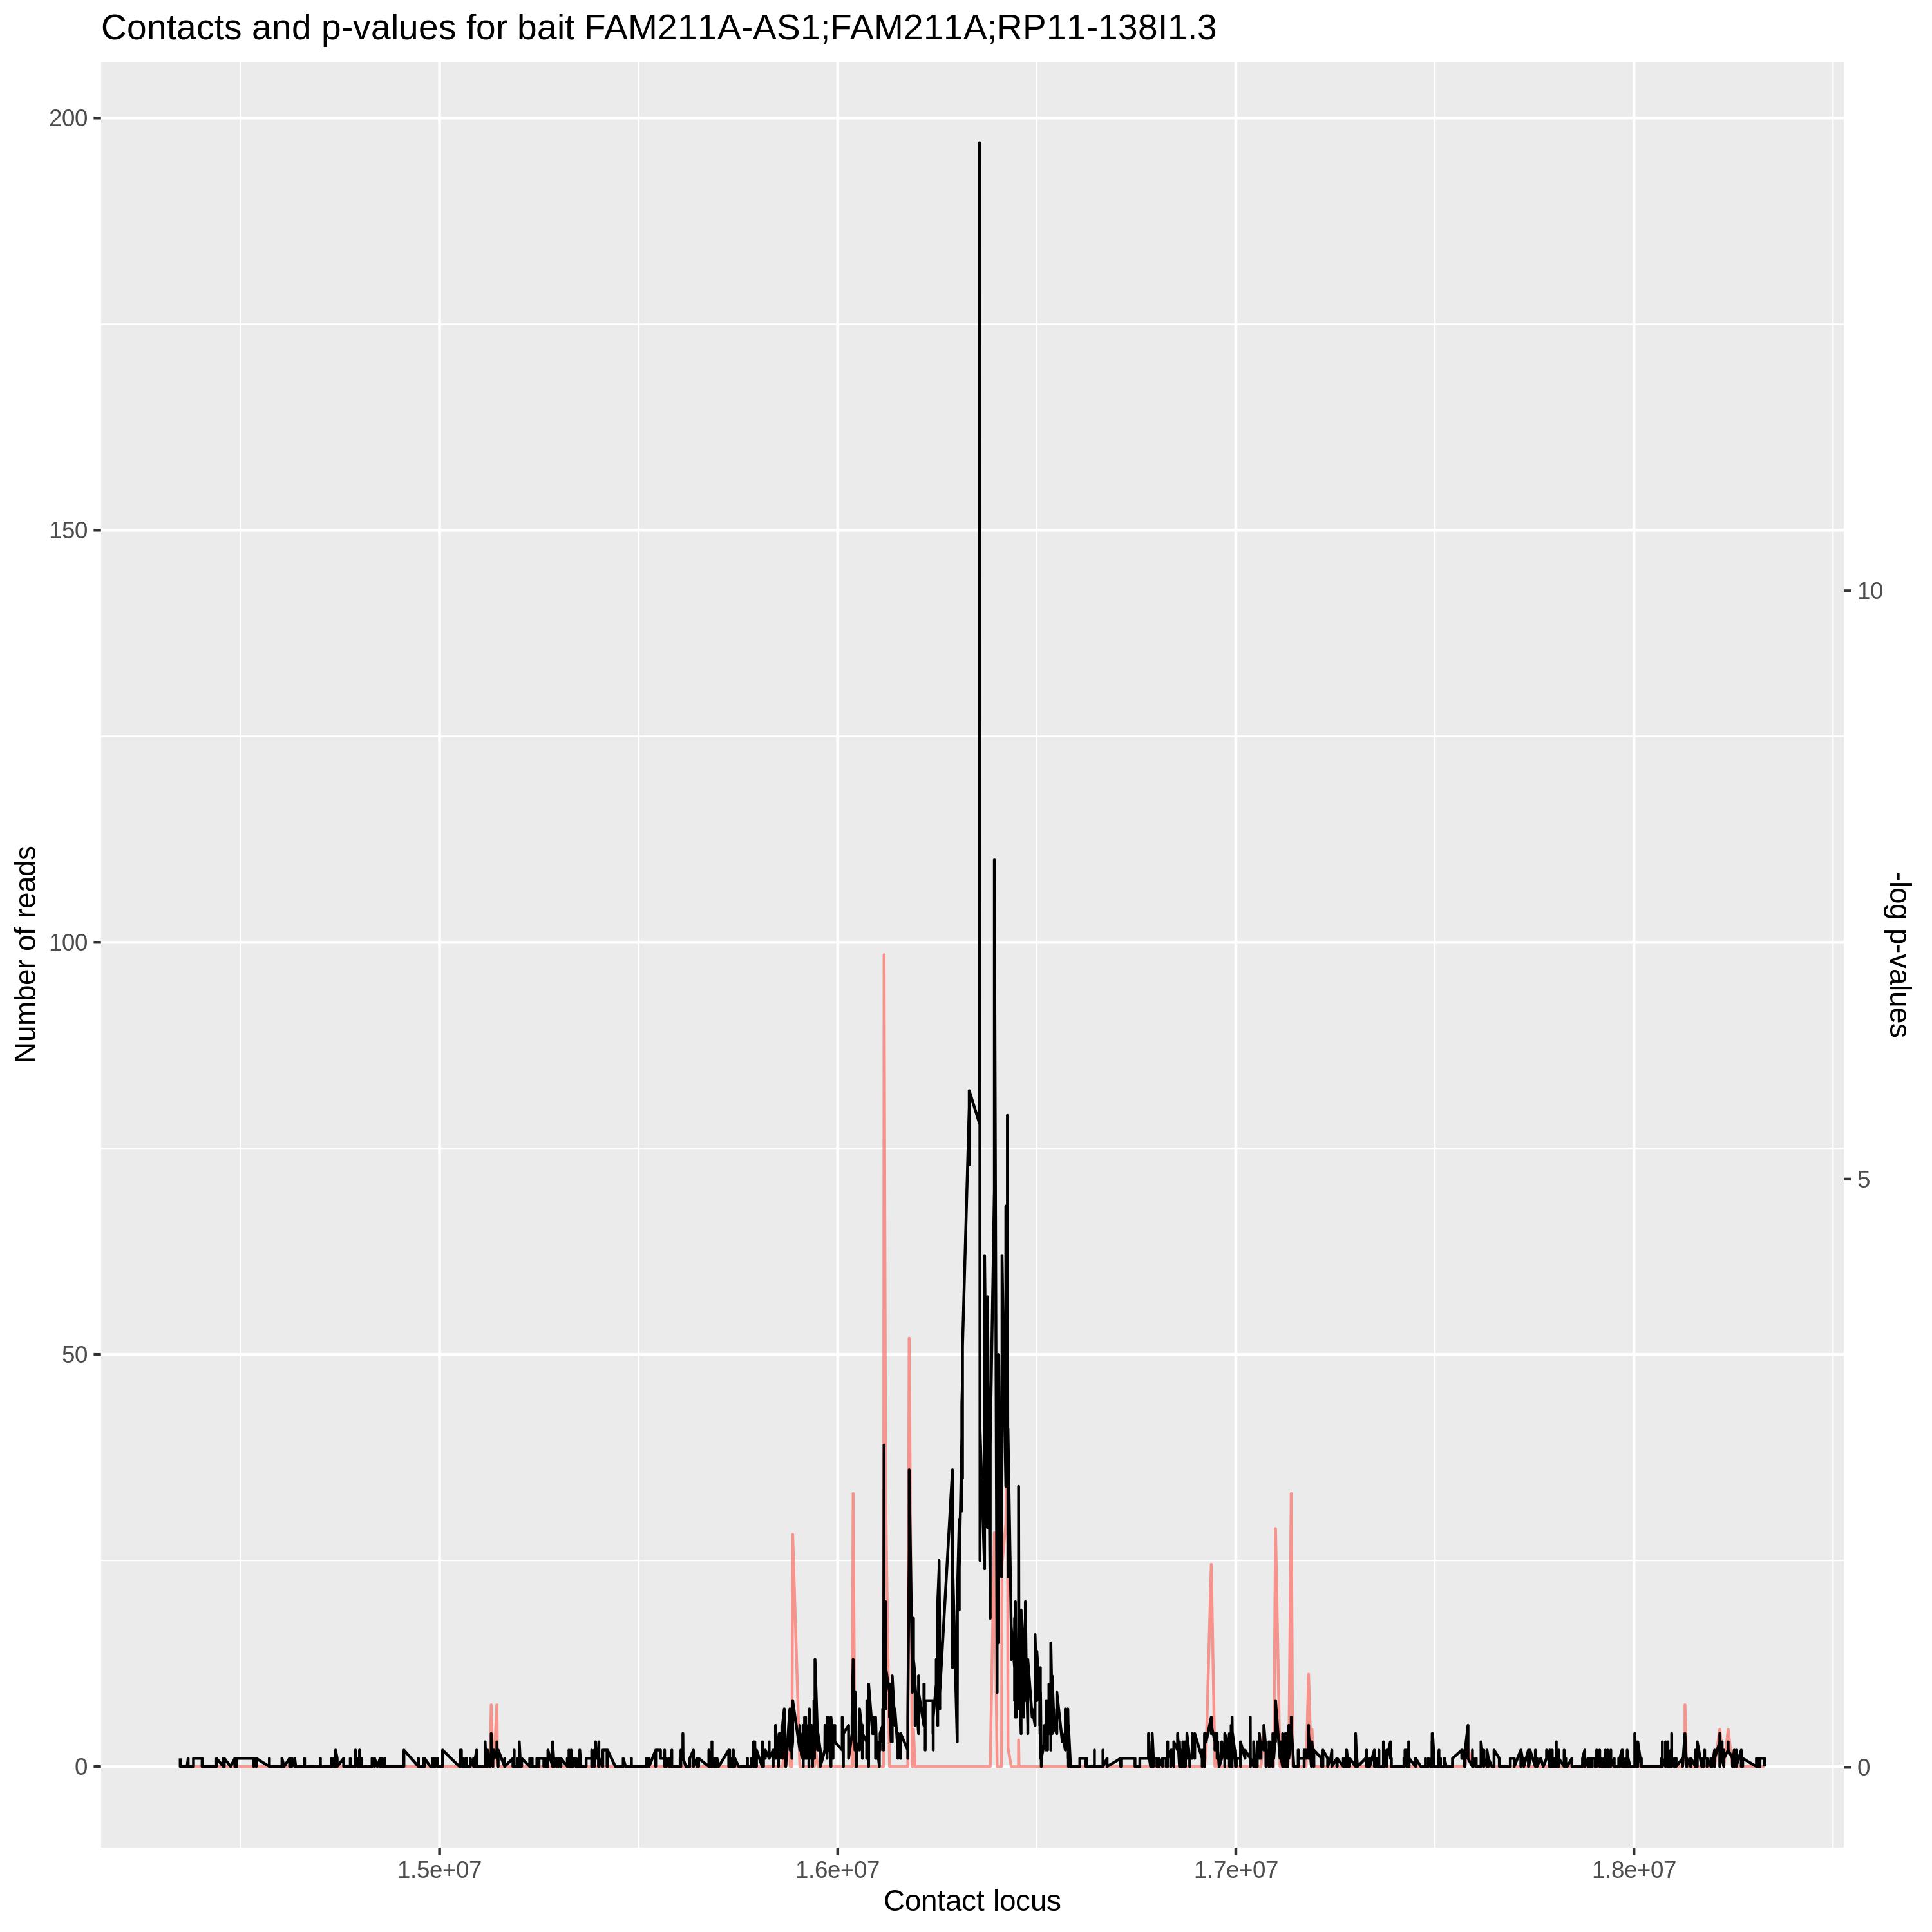 Contacts and p-values for bait FAM211A-AS1;FAM211A;RP11-138I1.3
200
150
100
50
0
Number of reads
10
5
0
-log p-values
1.5e+07
1.6e+07
1.7e+07
1.8e+07
Contact locus